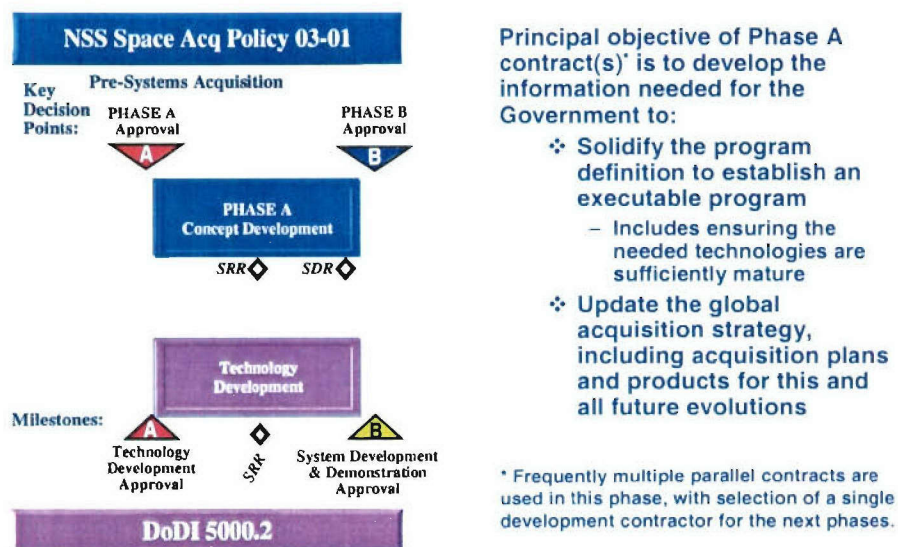 NSS Space Acq Policy 03-01
Pre-Systems Acquisition
Key
Decision
Points:
PHASE A
Approval
PHASE B
Approval
A
B
PHASE A
Concept Development
SRR
SDR
Technology
Development
Milestones:
A
B
Technology
Development
Approval
SRR
System Development
& Demonstration
Approval
DoDI 5000.2
Principal objective of Phase A
contract(s)* is to develop the
information needed for the
Government to:
❖ Solidify the program
definition to establish an
executable program
– Includes ensuring the
needed technologies are
sufficiently mature
❖ Update the global
acquisition strategy,
including acquisition plans
and products for this and
all future evolutions
* Frequently multiple parallel contracts are
used in this phase, with selection of a single
development contractor for the next phases.